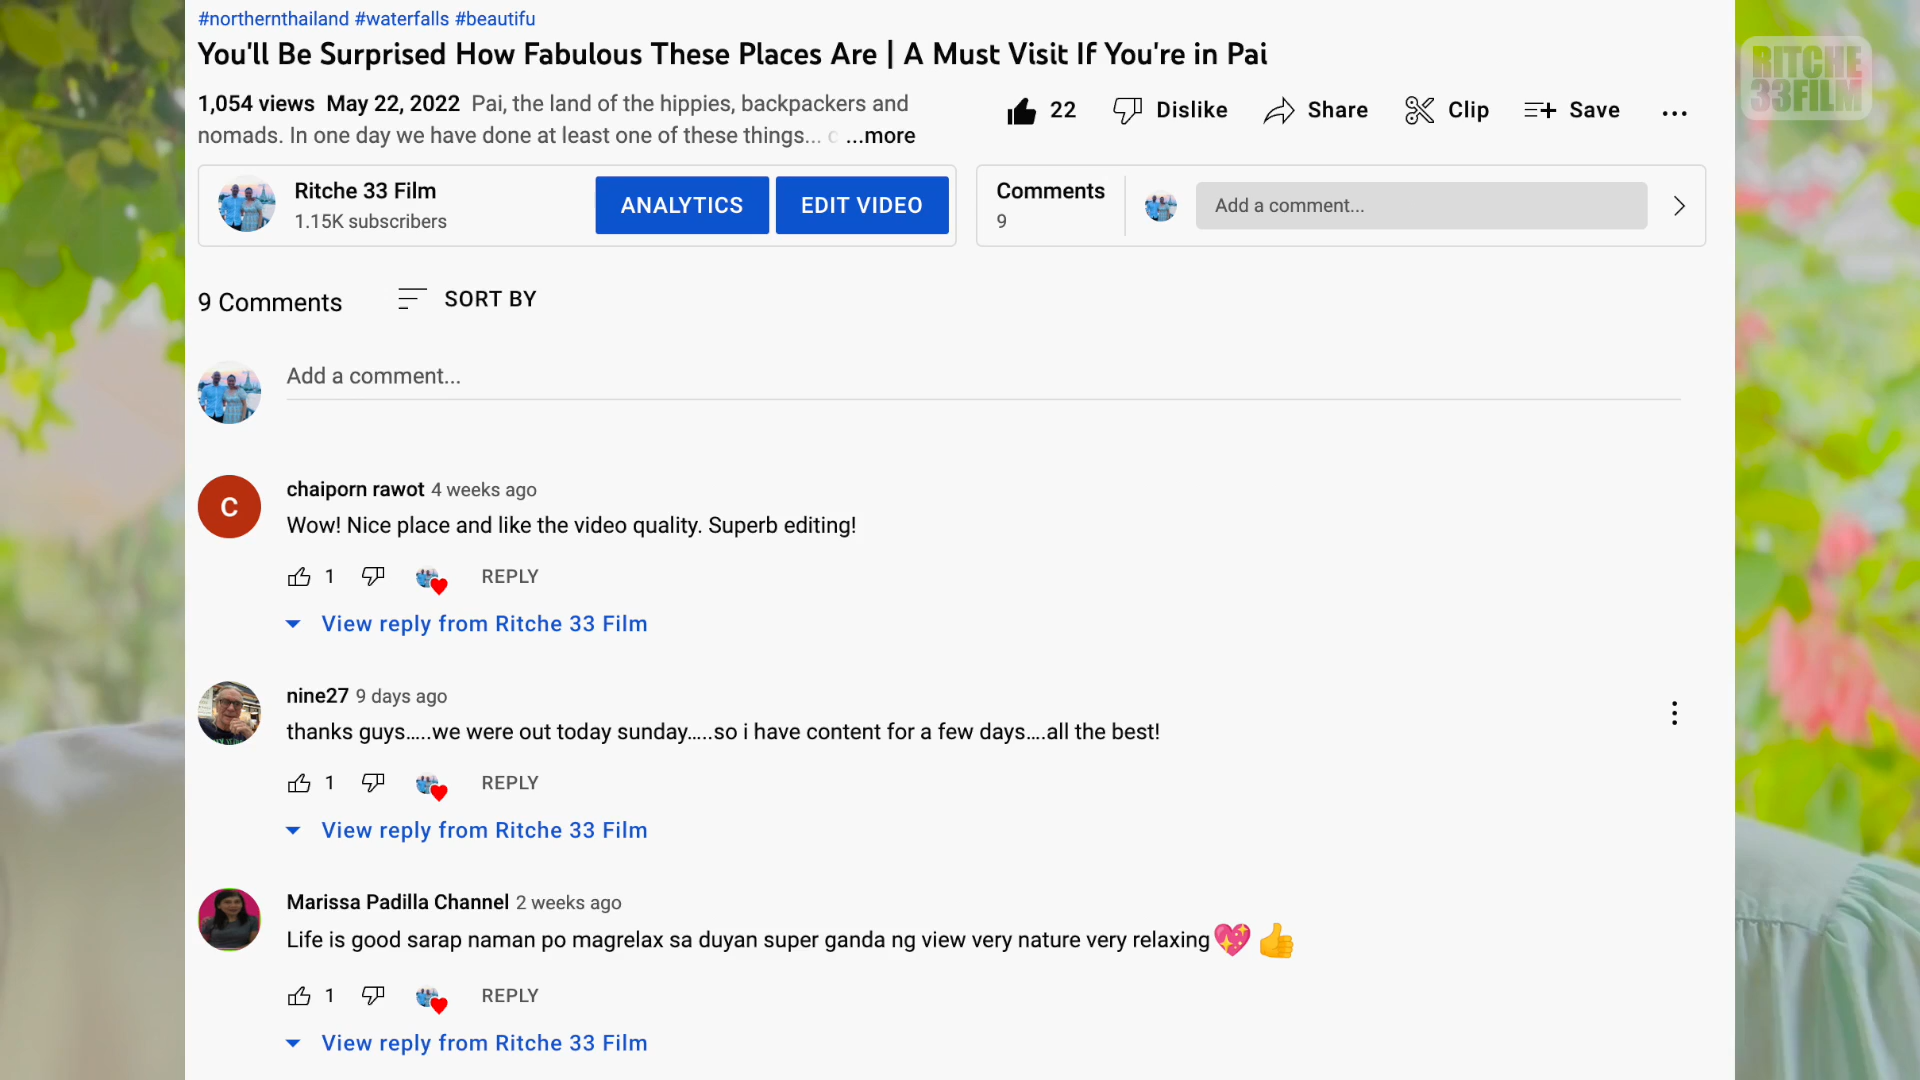 #northernthailand #waterfalls #beautifu
You'll Be Surprised How Fabulous These Places Are | A Must Visit If You're in Pai
RITCHE
33FILM
1,054 views May 22, 2022 Pai, the land of the hippies, backpackers and
nomads. In one day we have done at least one of these things... ...more
22 Dislike Share Clip Save ...
Ritche 33 Film
1.15K subscribers
ANALYTICS
EDIT VIDEO
Comments
9
Add a comment...
9 Comments
SORT BY
Add a comment...
C
chaiporn rawot 4 weeks ago
Wow! Nice place and like the video quality. Superb editing!
1 REPLY
View reply from Ritche 33 Film
nine27 9 days ago
thanks guys.....we were out today sunday.....so i have content for a few days....all the best!
1 REPLY
View reply from Ritche 33 Film
Marissa Padilla Channel 2 weeks ago
Life is good sarap naman po magrelax sa duyan super ganda ng view very nature very relaxing💖👍
1 REPLY
View reply from Ritche 33 Film